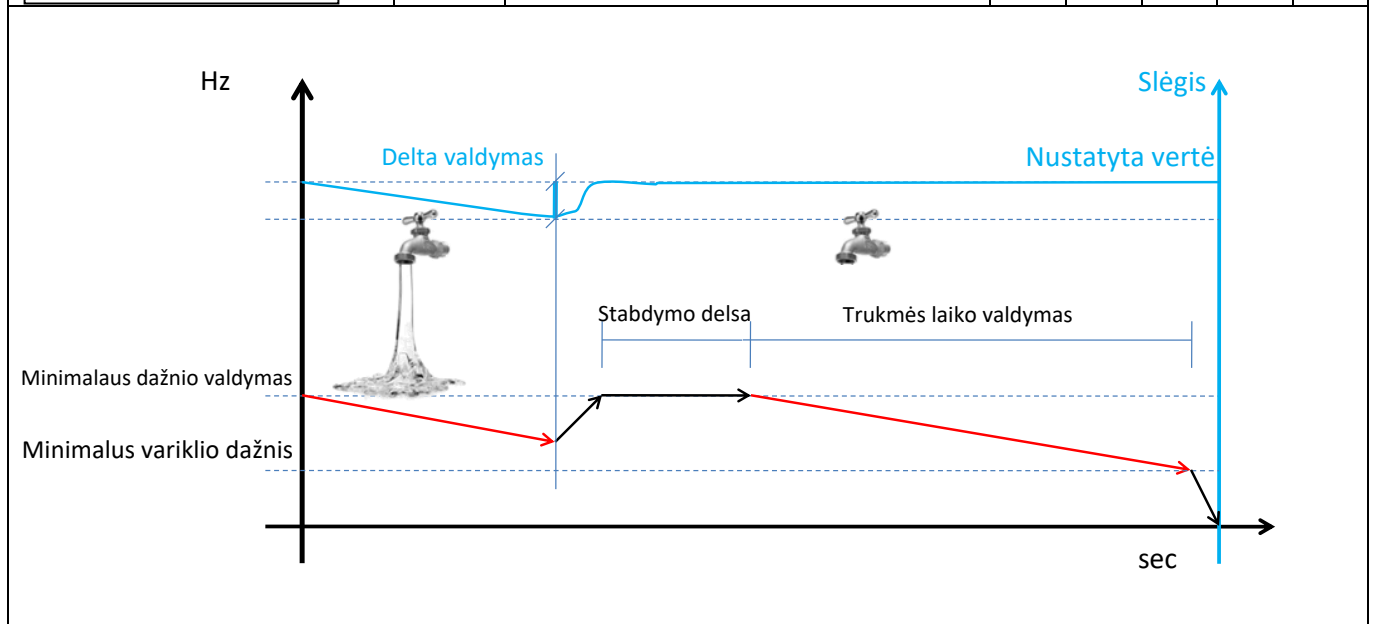 Hz
Slėgis
Delta valdymas
Nustatyta vertė
Stabdymo delsa
Trukmės laiko valdymas
Minimalaus dažnio valdymas
Minimalus variklio dažnis
sec